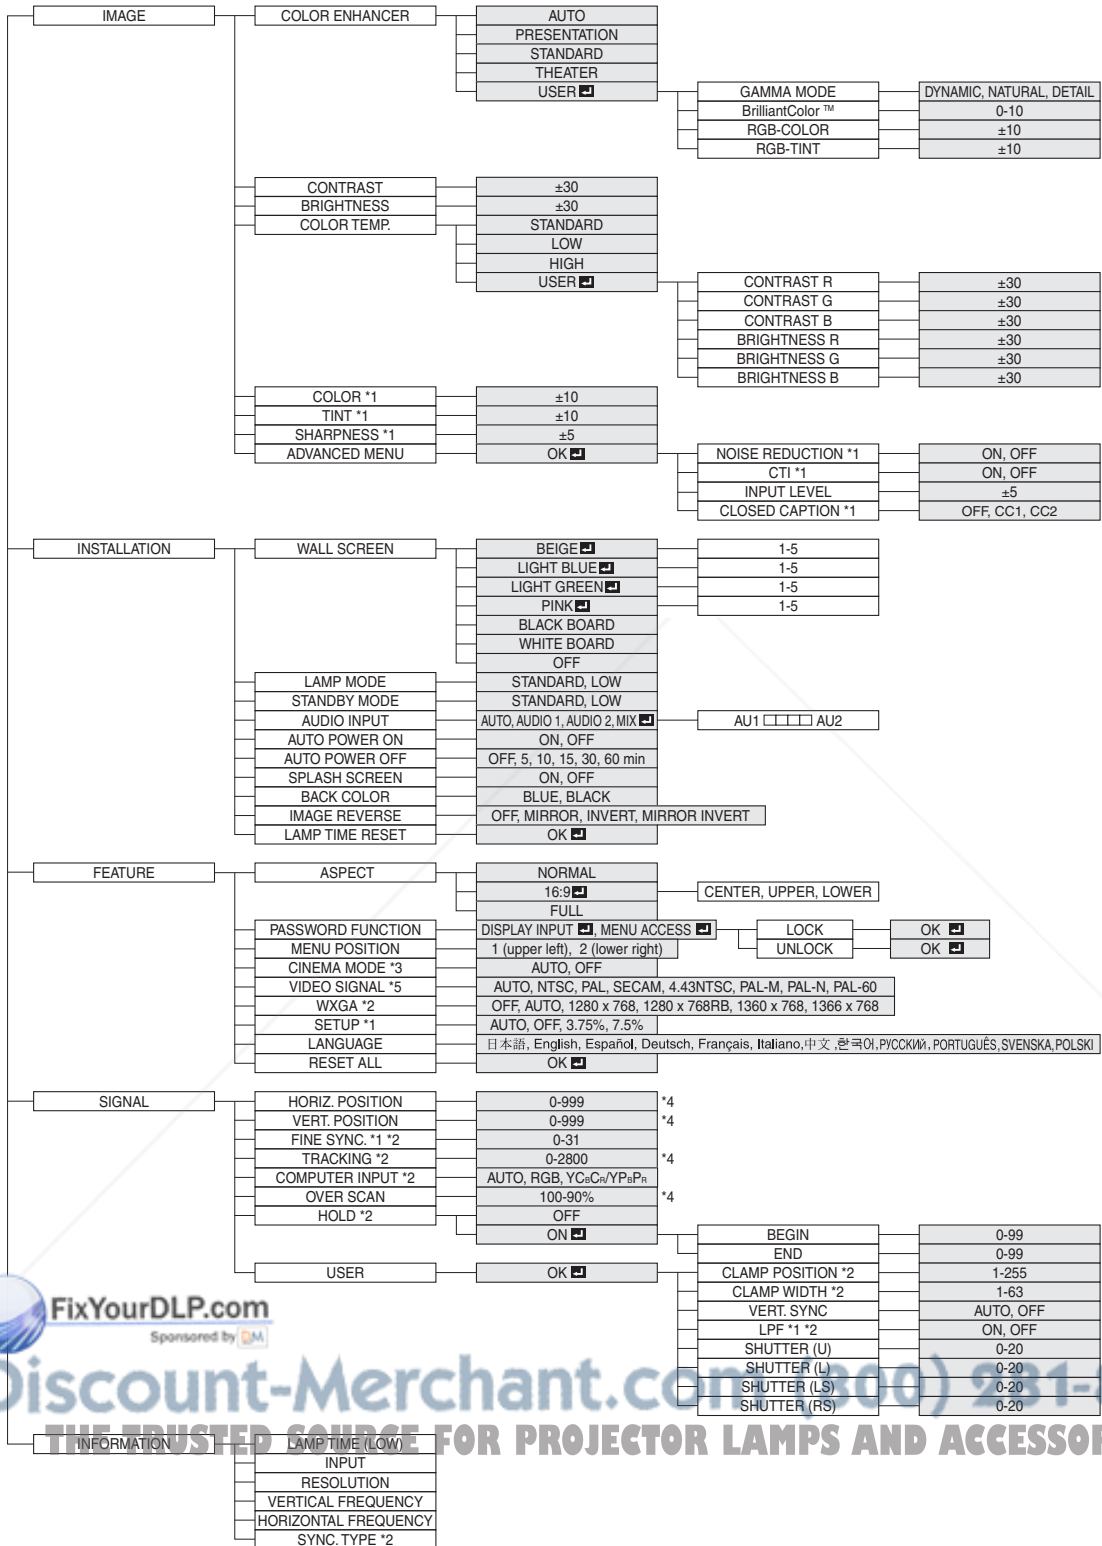 IMAGE COLOR ENHANCER AUTO
PRESENTATION
STANDARD
THEATER
USER GAMMA MODE DYNAMIC, NATURAL, DETAIL
BrilliantColor ™ 0-10
RGB-COLOR ±10
RGB-TINT ±10
CONTRAST ±30
BRIGHTNESS ±30
COLOR TEMP. STANDARD
LOW
HIGH
USER CONTRAST R ±30
CONTRAST G ±30
CONTRAST B ±30
BRIGHTNESS R ±30
BRIGHTNESS G ±30
BRIGHTNESS B ±30
COLOR *1 ±10
TINT *1 ±10
SHARPNESS *1 ±5
ADVANCED MENU OK NOISE REDUCTION *1 ON, OFF
CTI *1 ON, OFF
INPUT LEVEL ±5
CLOSED CAPTION *1 OFF, CC1, CC2
INSTALLATION WALL SCREEN BEIGE 1-5
LIGHT BLUE 1-5
LIGHT GREEN 1-5
PINK 1-5
BLACK BOARD
WHITE BOARD
OFF
LAMP MODE STANDARD, LOW
STANDBY MODE STANDARD, LOW
AUDIO INPUT AUTO, AUDIO 1, AUDIO 2, MIX AU1 □□□□ AU2
AUTO POWER ON ON, OFF
AUTO POWER OFF OFF, 5, 10, 15, 30, 60 min
SPLASH SCREEN ON, OFF
BACK COLOR BLUE, BLACK
IMAGE REVERSE OFF, MIRROR, INVERT, MIRROR INVERT
LAMP TIME RESET OK
FEATURE ASPECT NORMAL
16:9 CENTER, UPPER, LOWER
FULL
PASSWORD FUNCTION DISPLAY INPUT , MENU ACCESS LOCK OK
MENU POSITION 1 (upper left), 2 (lower right) UNLOCK OK
CINEMA MODE *3 AUTO, OFF
VIDEO SIGNAL *5 AUTO, NTSC, PAL, SECAM, 4.43NTSC, PAL-M, PAL-N, PAL-60
WXGA *2 OFF, AUTO, 1280 x 768, 1280 x 768RB, 1360 x 768, 1366 x 768
SETUP *1 AUTO, OFF, 3.75%, 7.5%
LANGUAGE 日本語, English, Español, Deutsch, Français, Italiano,中文 ,한국어,РУССКИЙ, PORTUGUÊS, SVENSKA, POLSKI
RESET ALL OK
SIGNAL HORIZ. POSITION 0-999 *4
VERT. POSITION 0-999 *4
FINE SYNC. *1 *2 0-31
TRACKING *2 0-2800 *4
COMPUTER INPUT *2 AUTO, RGB, YCBCR/YPBPR
OVER SCAN 100-90% *4
HOLD *2 OFF
ON BEGIN 0-99
END 0-99
USER OK CLAMP POSITION *2 1-255
CLAMP WIDTH *2 1-63
VERT. SYNC AUTO, OFF
LPF *1 *2 ON, OFF
SHUTTER (U) 0-20
SHUTTER (L) 0-20
SHUTTER (LS) 0-20
SHUTTER (RS) 0-20
FixYourDLP.com
Sponsored by DM
Discount-Merchant.com (800) 281-
THE TRUSTED SOURCE FOR PROJECTOR LAMPS AND ACCESSOR
INFORMATION LAMP TIME (LOW)
INPUT
RESOLUTION
VERTICAL FREQUENCY
HORIZONTAL FREQUENCY
SYNC. TYPE *2